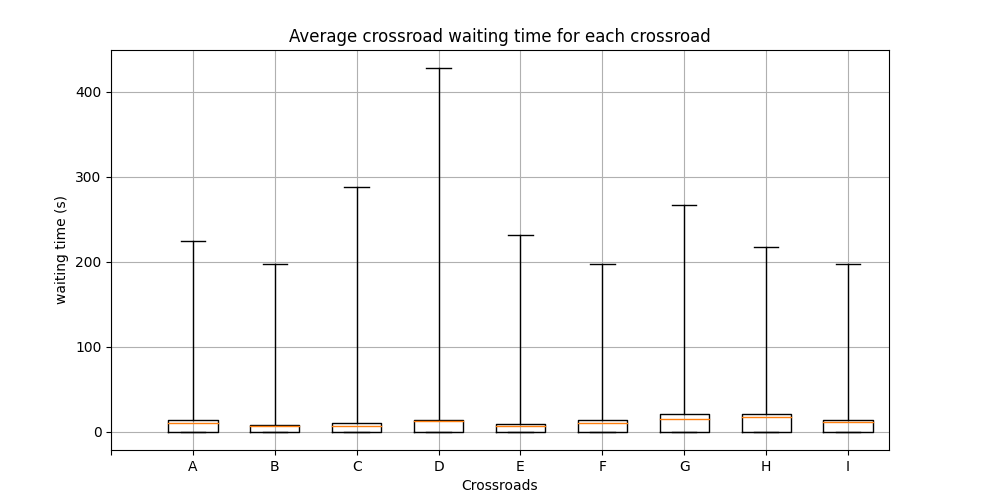 Average crossroad waiting time for each crossroad
400
300
200
100
0
waiting time (s)
A B C D E F G H I
Crossroads